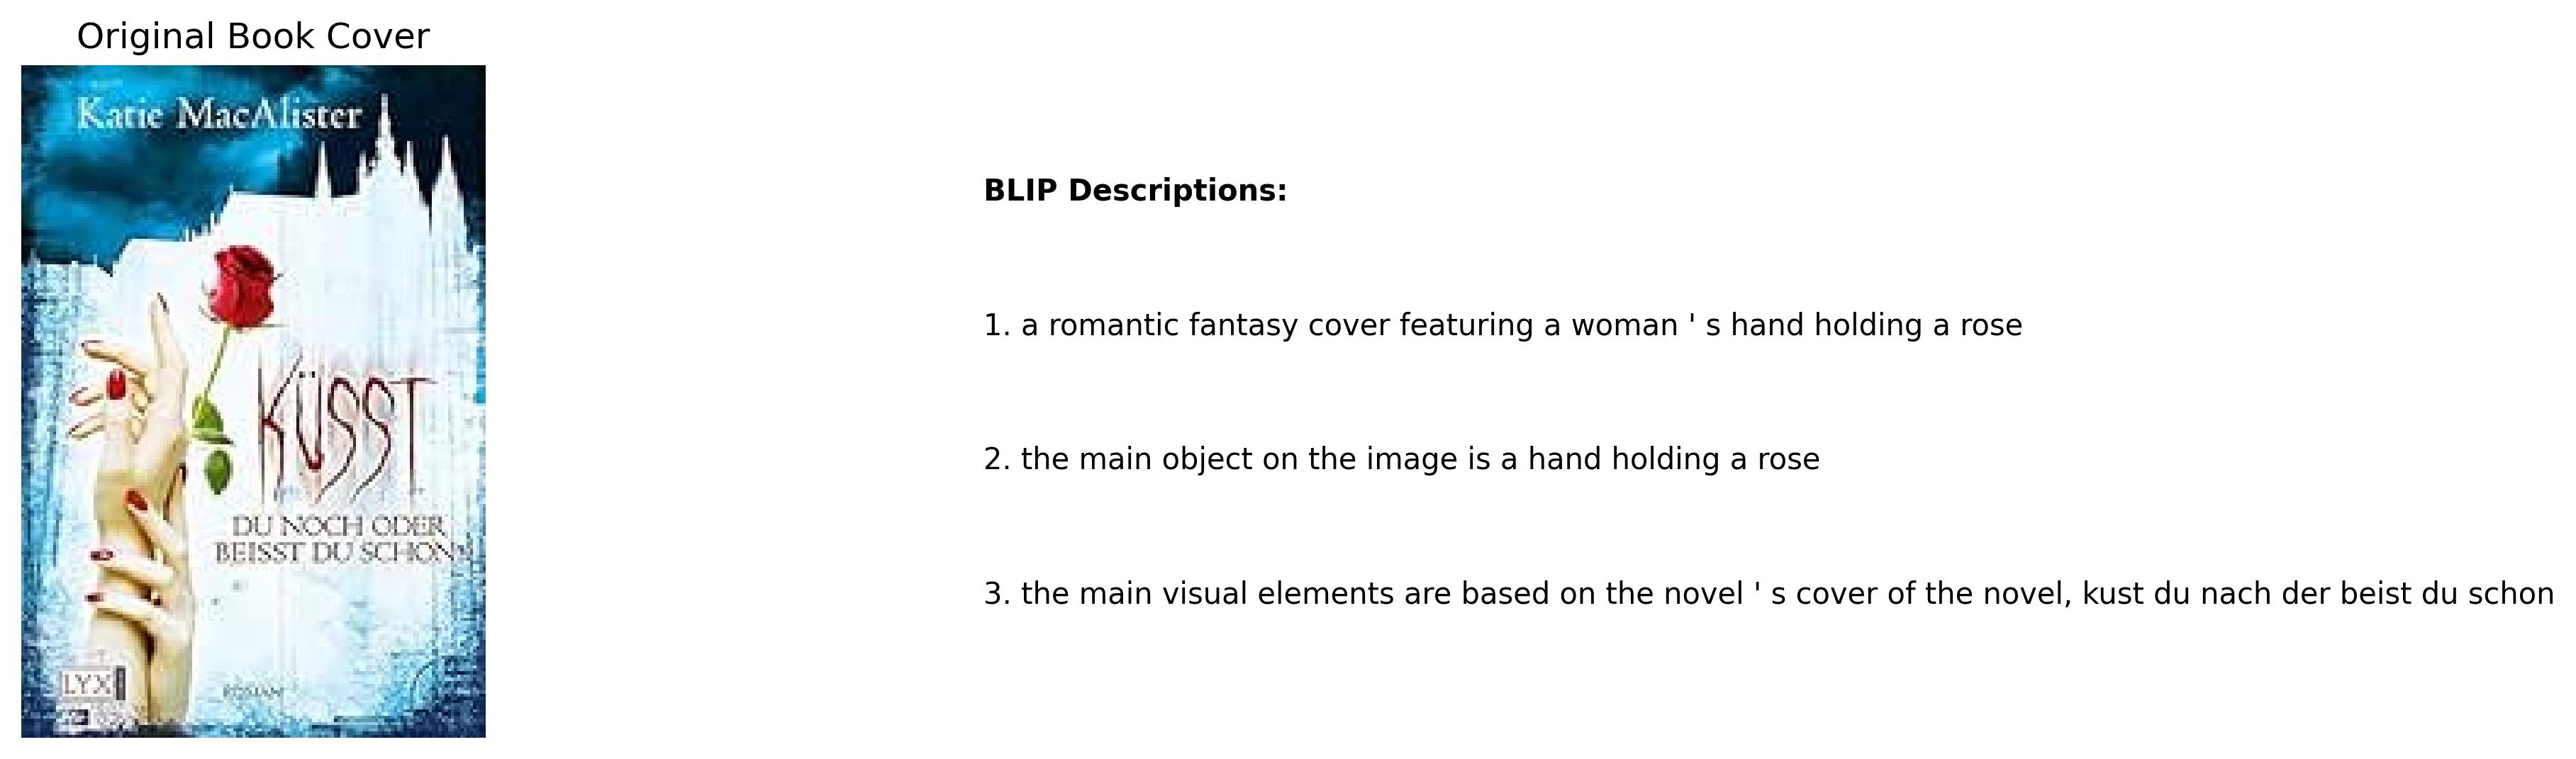 Original Book Cover
Katie MacAlister
KÜSST
DU NOCH ODER
BEISST DU SCHON?
LYX
ROMAN
BLIP Descriptions:
1. a romantic fantasy cover featuring a woman ' s hand holding a rose
2. the main object on the image is a hand holding a rose
3. the main visual elements are based on the novel ' s cover of the novel, kust du nach der beist du schon